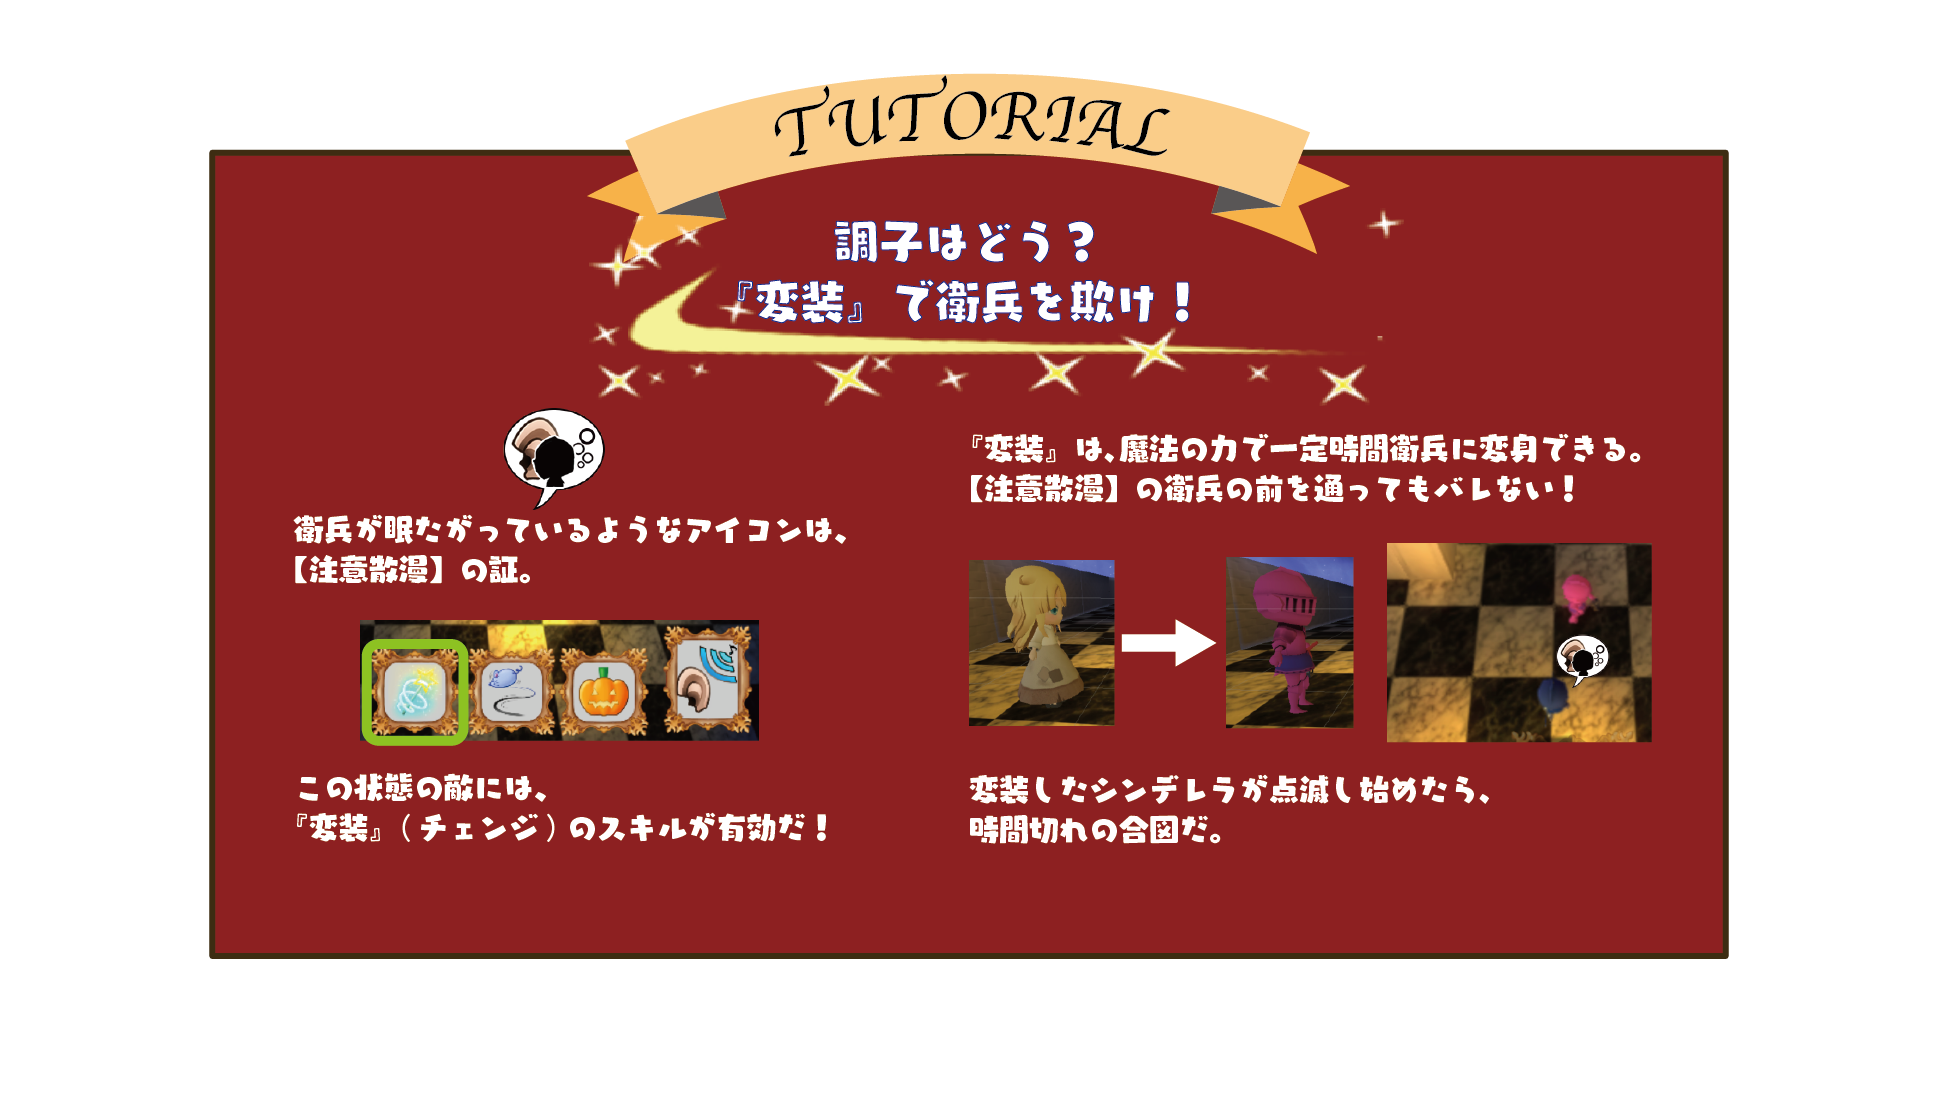 TUTORIAL
調子はどう？
『変装』で衛兵を欺け！
衛兵が眠たがっているようなアイコンは、
【注意散漫】の証。
この状態の敵には、
『変装』(チェンジ)のスキルが有効だ！
『変装』は、魔法の力で一定時間衛兵に変身できる。
【注意散漫】の衛兵の前を通ってもバレない！
変装したシンデレラが点滅し始めたら、
時間切れの合図だ。